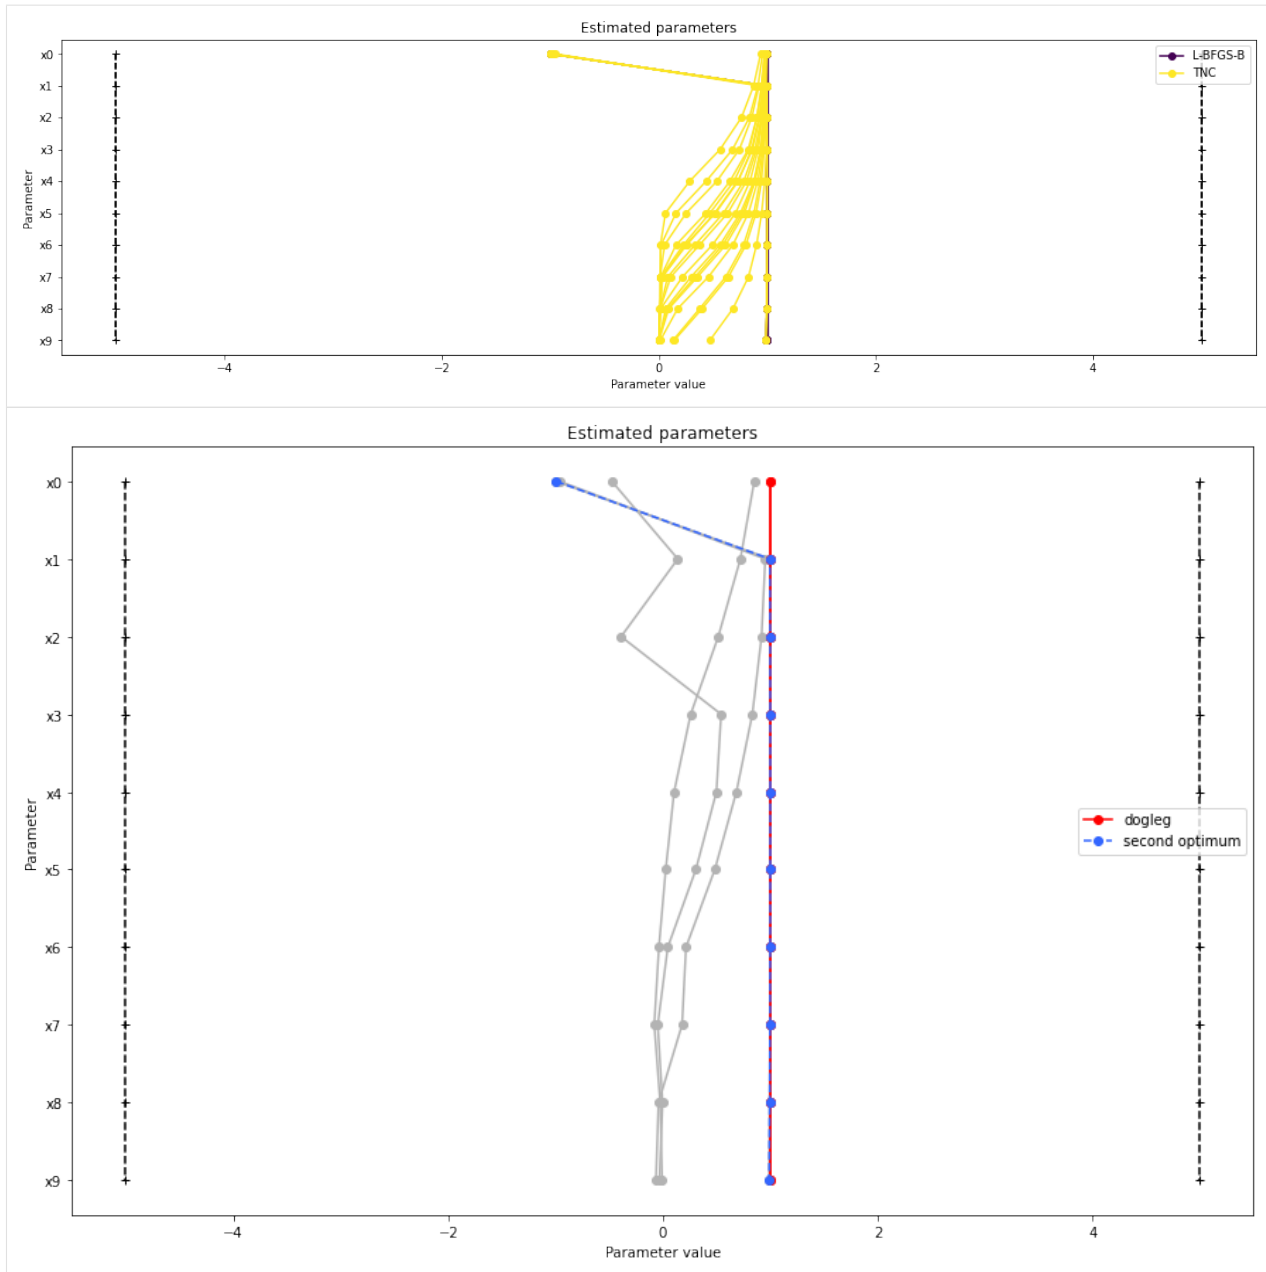 Estimated parameters
x0
x1
x2
x3
x4
x5
x6
x7
x8
x9
Parameter
L-BFGS-B
TNC
−4
−2
0
2
4
Parameter value
Estimated parameters
x0
x1
x2
x3
x4
x5
x6
x7
x8
x9
Parameter
dogleg
second optimum
−4
−2
0
2
4
Parameter value